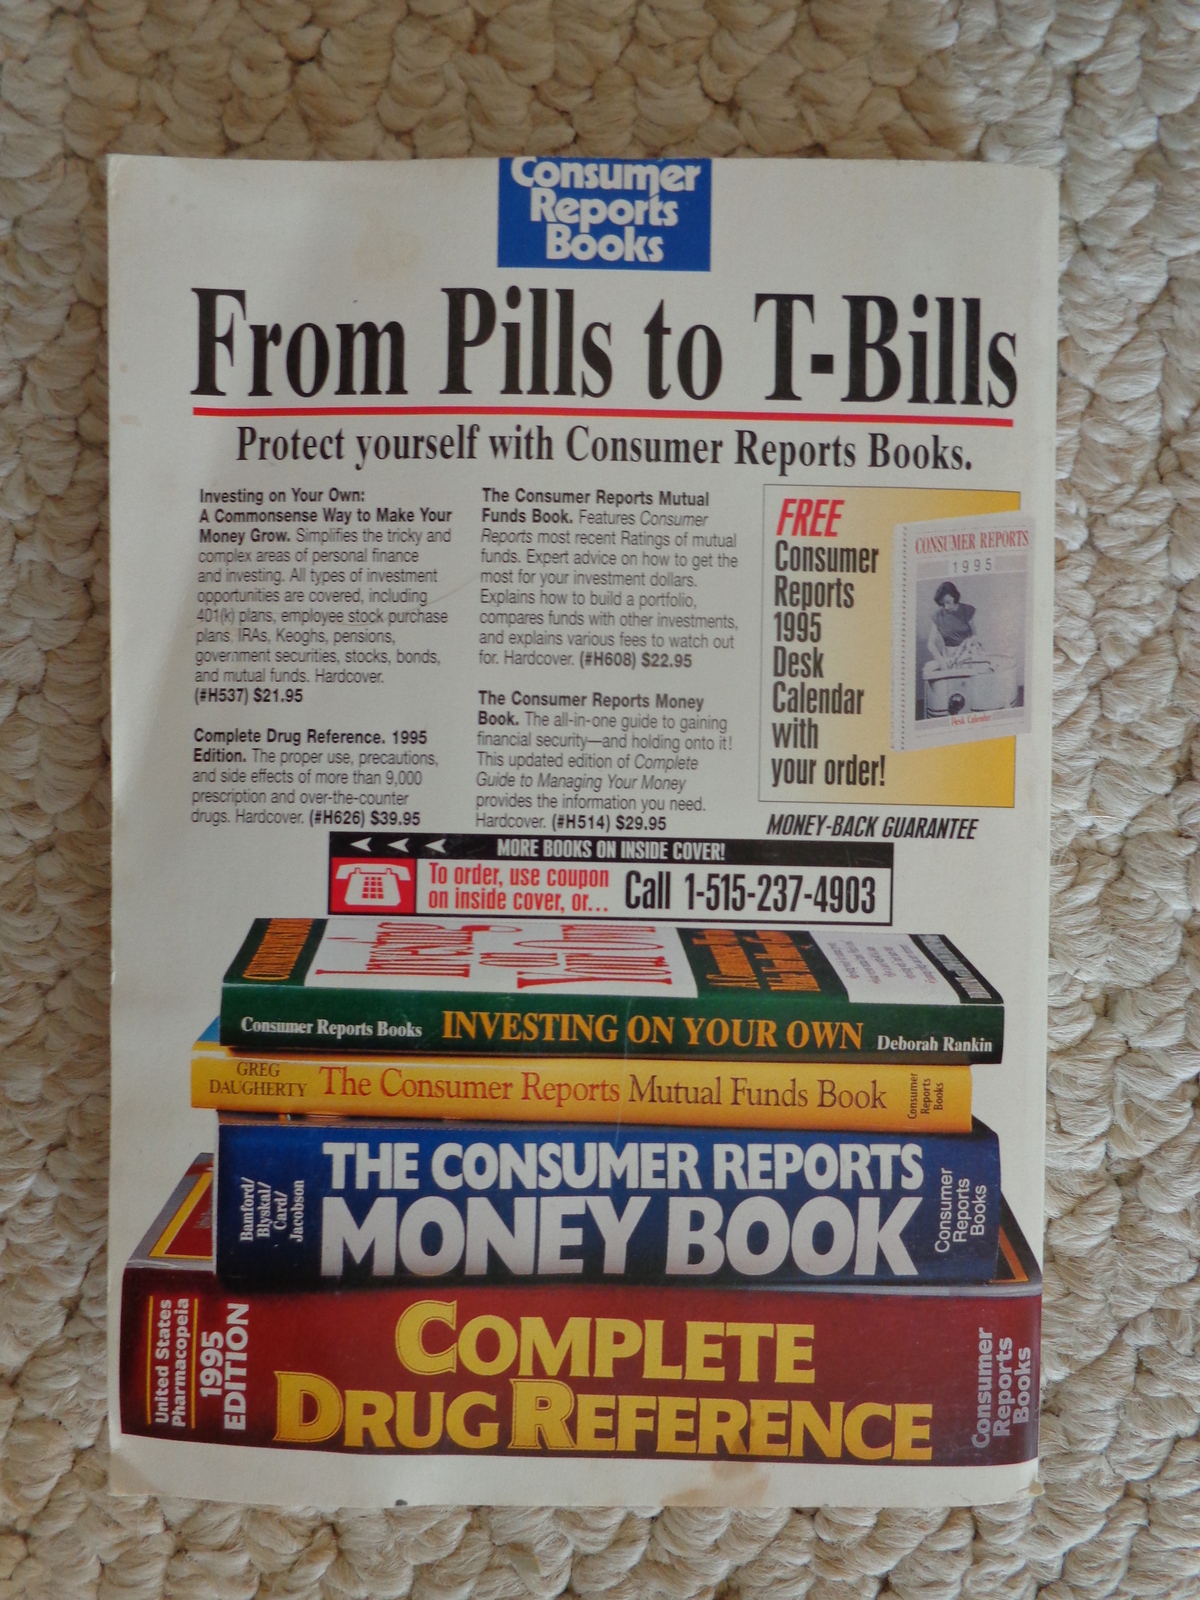 Consumer
Reports
Books
From Pills to T-Bills
Protect yourself with Consumer Reports Books.
Investing on Your Own:
A Commonsense Way to Make Your
Money Grow. Simplifies the tricky and
complex areas of personal finance
and investing. All types of investment
opportunities are covered, including
401(k) plans, employee stock purchase
plans, IRAs, Keoghs, pensions,
government securities, stocks, bonds,
and mutual funds. Hardcover.
(#H537) $21.95
Complete Drug Reference. 1995
Edition. The proper use, precautions,
and side effects of more than 9,000
prescription and over-the-counter
drugs. Hardcover. (#H626) $39.95
The Consumer Reports Mutual
Funds Book. Features Consumer
Reports most recent Ratings of mutual
funds. Expert advice on how to get the
most for your investment dollars.
Explains how to build a portfolio,
compares funds with other investments,
and explains various fees to watch out
for. Hardcover. (#H608) $22.95
The Consumer Reports Money
Book. The all-in-one guide to gaining
financial security—and holding onto it!
This updated edition of Complete
Guide to Managing Your Money
provides the information you need.
Hardcover. (#H514) $29.95
FREE
Consumer
Reports
1995
Desk
Calendar
with
your order!
CONSUMER REPORTS
1995
Desk Calendar
MONEY-BACK GUARANTEE
MORE BOOKS ON INSIDE COVER!
To order, use coupon
on inside cover, or...
Call 1-515-237-4903
Investing
on
Your Own
Consumer Reports Books INVESTING ON YOUR OWN Deborah Rankin
GREG
DAUGHERTY
The Consumer Reports Mutual Funds Book
Consumer
Reports
Books
Bamford/
Blyskal/
Card/
Jacobson
THE CONSUMER REPORTS
MONEY BOOK
Consumer
Reports
Books
United States
Pharmacopeia
1995
EDITION
COMPLETE
DRUG REFERENCE
Consumer
Reports
Books